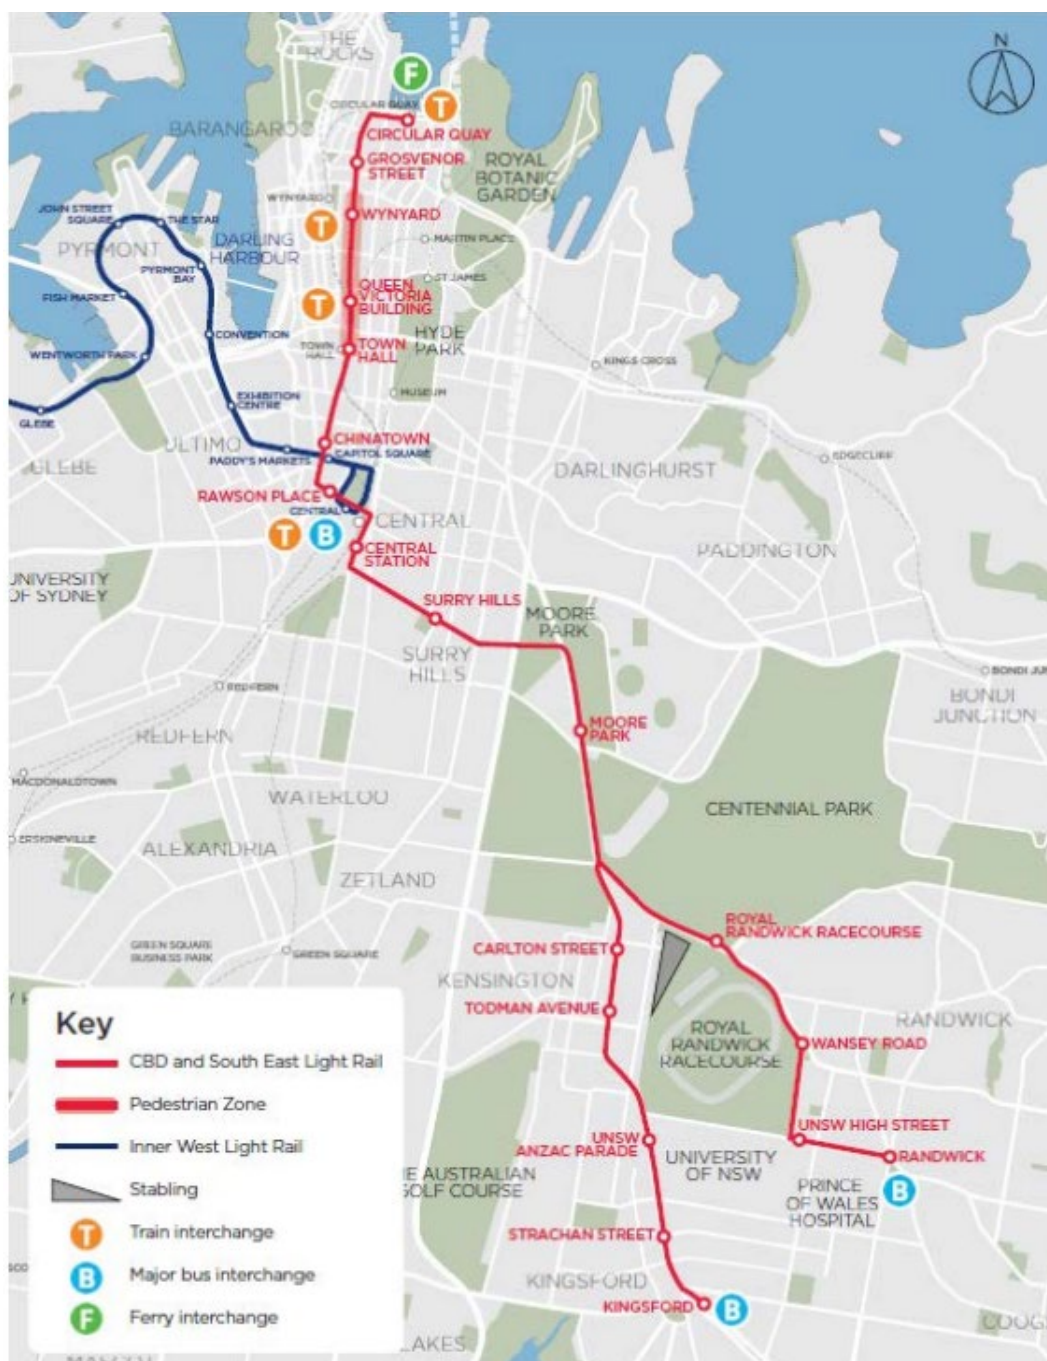 THE
ROCKS
N
F
CIRCULAR QUAY
T
BARANGAROO
CIRCULAR QUAY
GROSVENOR
STREET
ROYAL
BOTANIC
GARDEN
WYNYARD
WYNYARD
T
JOHN STREET
SQUARE
THE STAR
PYRMONT
DARLING
HARBOUR
MARTIN PLACE
PYRMONT
BAY
ST JAMES
QUEEN
VICTORIA
BUILDING
T
FISH MARKET
CONVENTION
HYDE
PARK
TOWN
HALL
TOWN
HALL
WENTWORTH PARK
KINGS CROSS
MUSEUM
EXHIBITION
CENTRE
GLEBE
ULTIMO
CHINATOWN
CAPITOL SQUARE
PADDY'S MARKETS
GLEBE
DARLINGHURST
EDGECLIFF
RAWSON PLACE
CENTRAL
CENTRAL
T
B
CENTRAL
STATION
PADDINGTON
UNIVERSITY
OF SYDNEY
SURRY HILLS
MOORE
PARK
SURRY
HILLS
BONDI JUN
REDFERN
BONDI
JUNCTION
REDFERN
MOORE
PARK
MACDONALDTOWN
WATERLOO
CENTENNIAL PARK
ERSKINEVILLE
ALEXANDRIA
ZETLAND
ROYAL
RANDWICK RACECOURSE
GREEN SQUARE
BUSINESS PARK
GREEN SQUARE
CARLTON STREET
KENSINGTON
TODMAN AVENUE
RANDWICK
ROYAL
RANDWICK
RACECOURSE
WANSEY ROAD
UNSW HIGH STREET
UNSW
ANZAC PARADE
UNIVERSITY
OF NSW
RANDWICK
B
PRINCE
OF WALES
HOSPITAL
E AUSTRALIAN
GOLF COURSE
STRACHAN STREET
KINGSFORD
KINGSFORD
B
COOG
LAKES
Key
CBD and South East Light Rail
Pedestrian Zone
Inner West Light Rail
Stabling
T Train interchange
B Major bus interchange
F Ferry interchange